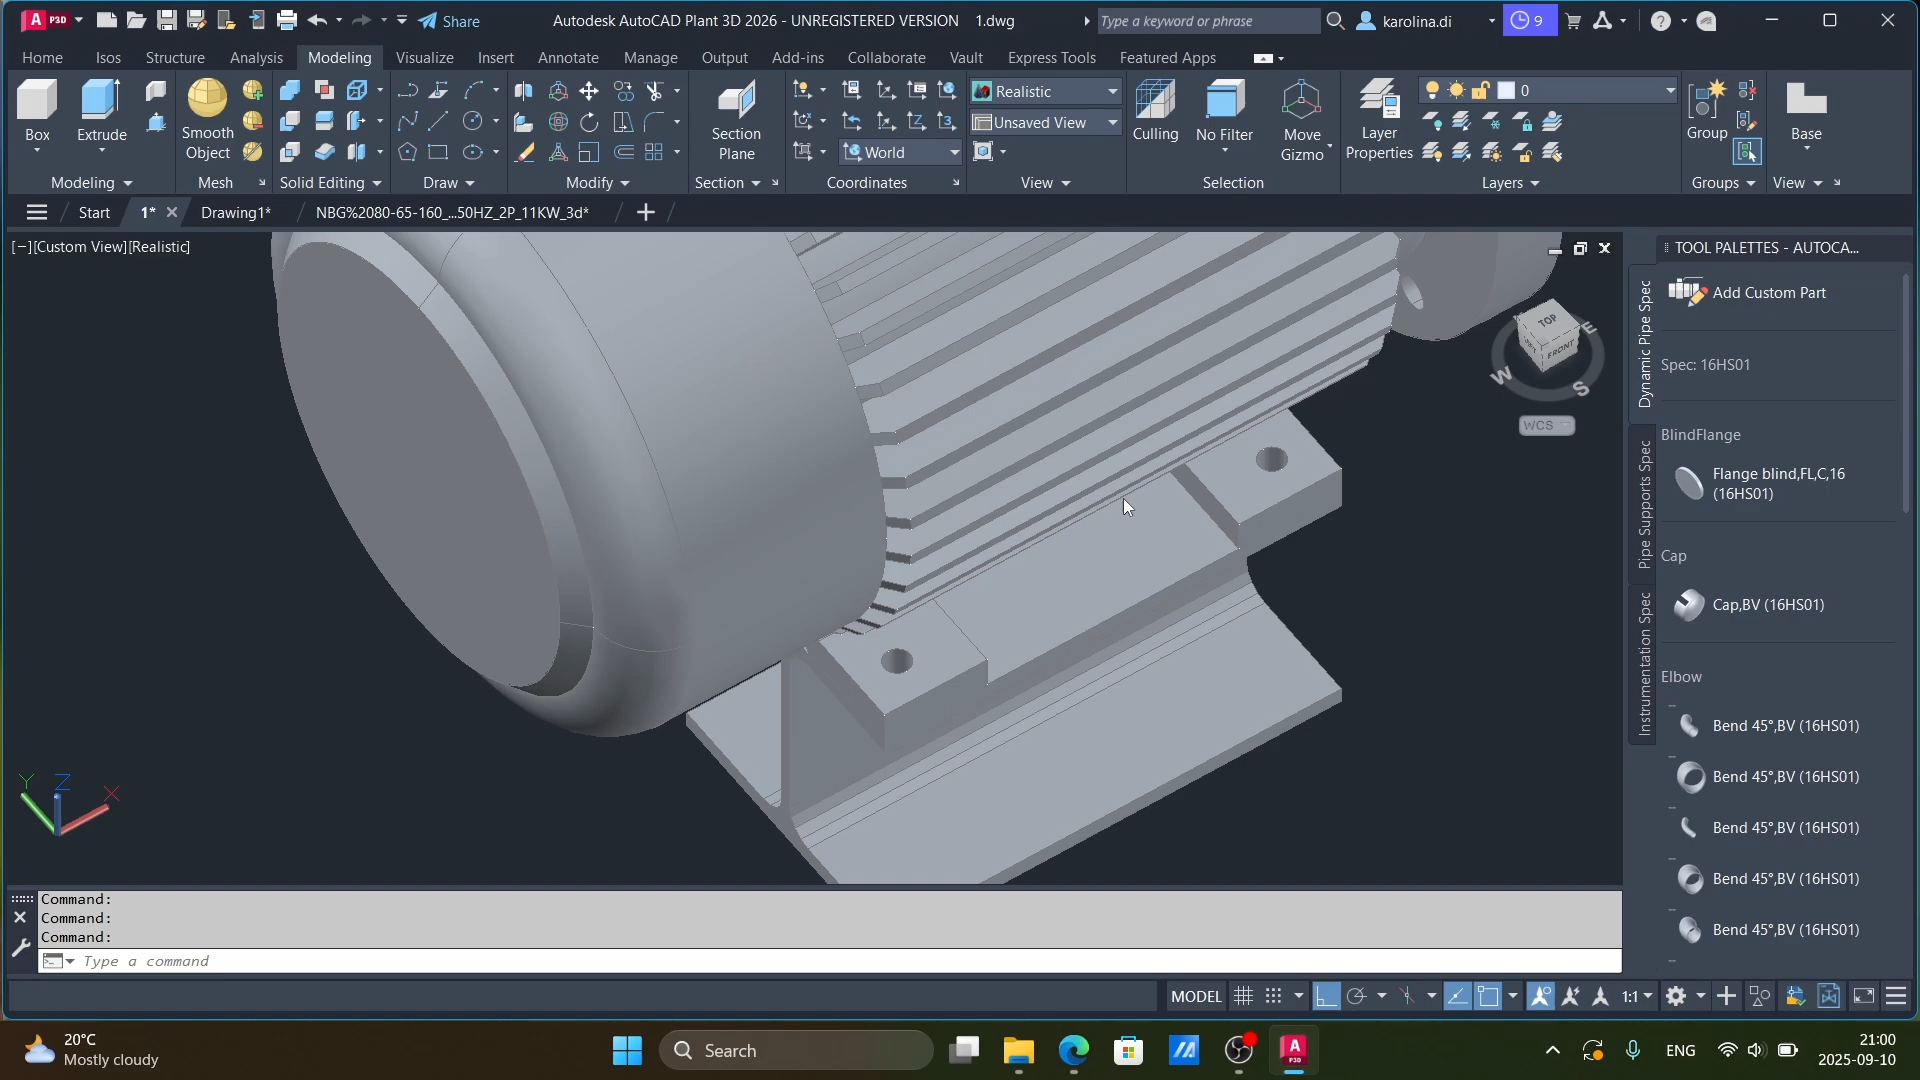 A P3D
Share
Autodesk AutoCAD Plant 3D 2026 - UNREGISTERED VERSION 1.dwg
Type a keyword or phrase
karolina.di
9
Home Isos Structure Analysis Modeling Visualize Insert Annotate Manage Output Add-ins Collaborate Vault Express Tools Featured Apps
Box
Extrude
Smooth Object
Section Plane
Realistic
Unsaved View
World
Culling
No Filter
Move Gizmo
Layer Properties
0
Group
Base
Modeling Mesh Solid Editing Draw Modify Section Coordinates View Selection Layers Groups View
Start 1* Drawing1* NBG%2080-65-160_...50HZ_2P_11KW_3d*
[−][Custom View][Realistic]
TOP
FRONT
E
W
S
WCS
TOOL PALETTES - AUTOCA...
Dynamic Pipe Spec
Pipe Supports Spec
Instrumentation Spec
Add Custom Part
Spec: 16HS01
BlindFlange
Flange blind,FL,C,16
(16HS01)
Cap
Cap,BV (16HS01)
Elbow
Bend 45°,BV (16HS01)
Bend 45°,BV (16HS01)
Bend 45°,BV (16HS01)
Bend 45°,BV (16HS01)
Bend 45°,BV (16HS01)
Y Z X
Command:
Command:
Command:
Type a command
MODEL
1:1
20°C
Mostly cloudy
Search
A P3D
ENG
21:00
2025-09-10